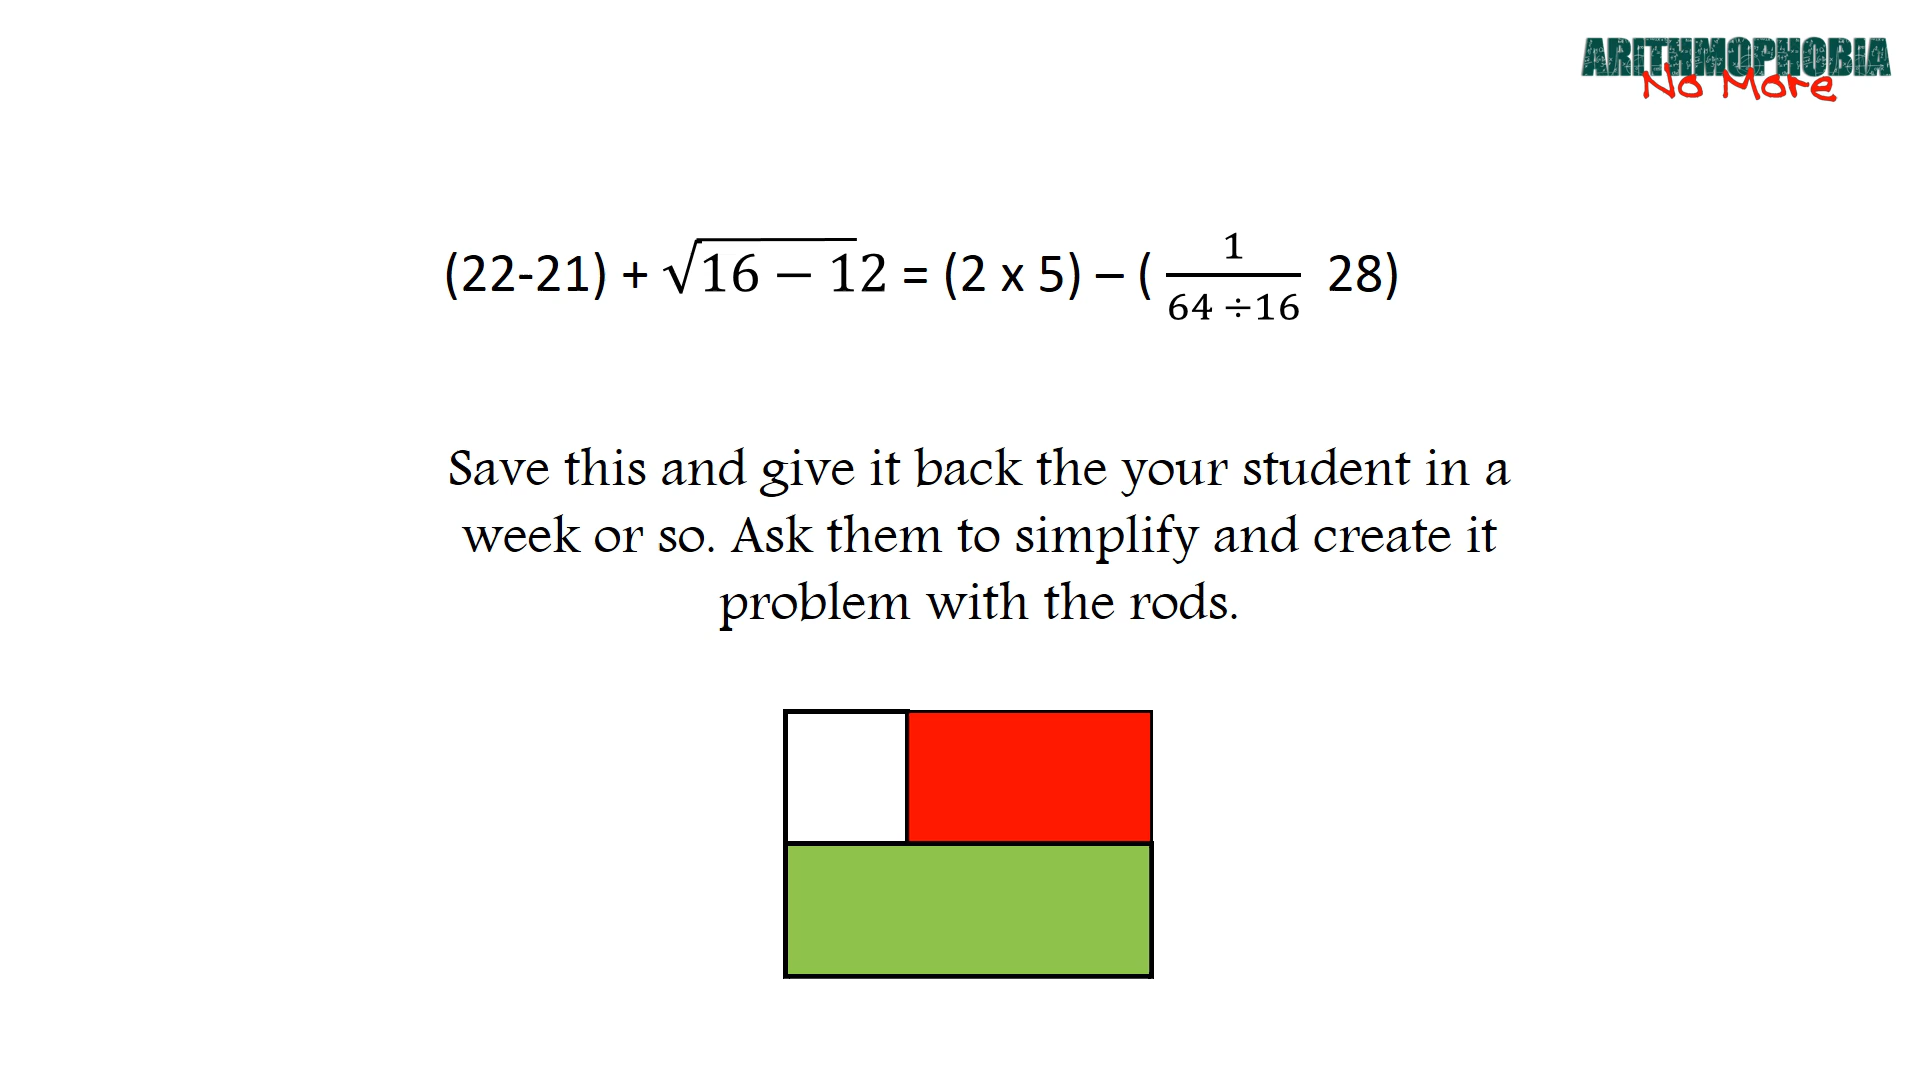 ARITHMOPHOBIA
No More
(22-21) + √16 − 12 = (2 x 5) – ( 1/64 ÷16 28)
Save this and give it back the your student in a
week or so. Ask them to simplify and create it
problem with the rods.